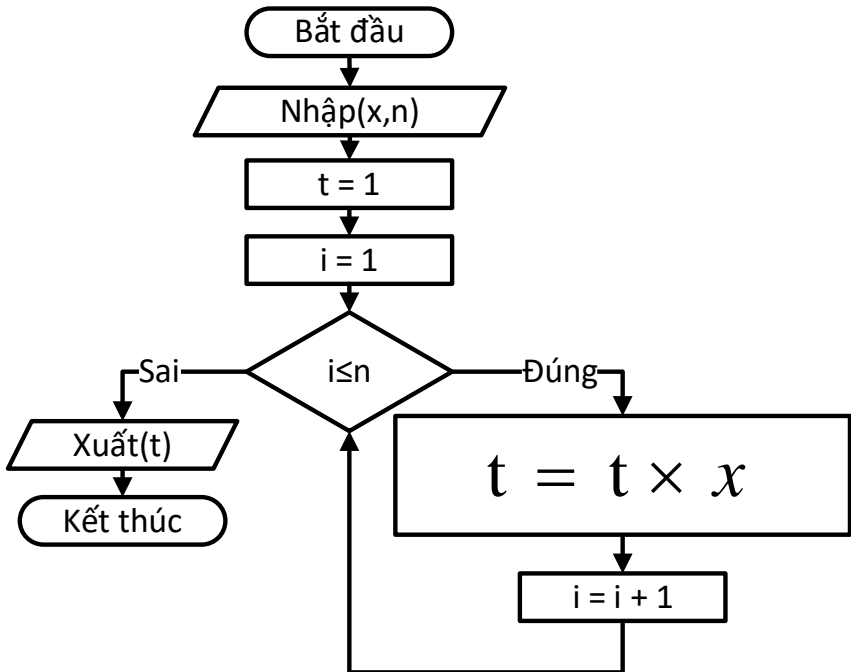 Bắt đầu
Nhập(x,n)
t = 1
i = 1
i≤n
Sai
Đúng
Xuất(t)
t = t × x
Kết thúc
i = i + 1